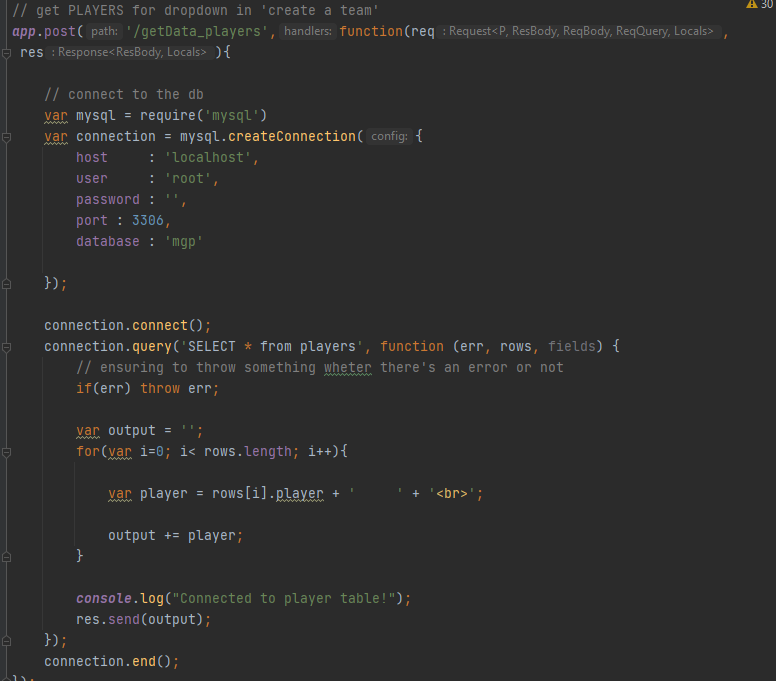 // get PLAYERS for dropdown in 'create a team'
app.post( path: '/getData_players', handlers: function(req : Request<P, ResBody, ReqBody, ReqQuery, Locals> ,
res : Response<ResBody, Locals> ){
// connect to the db
var mysql = require('mysql')
var connection = mysql.createConnection( config: {
host     : 'localhost',
user     : 'root',
password : '',
port : 3306,
database : 'mgp'
});
connection.connect();
connection.query('SELECT * from players', function (err, rows, fields) {
// ensuring to throw something wheter there's an error or not
if(err) throw err;
var output = '';
for(var i=0; i< rows.length; i++){
var player = rows[i].player + '     ' + '<br>';
output += player;
}
console.log("Connected to player table!");
res.send(output);
});
connection.end();
});
30